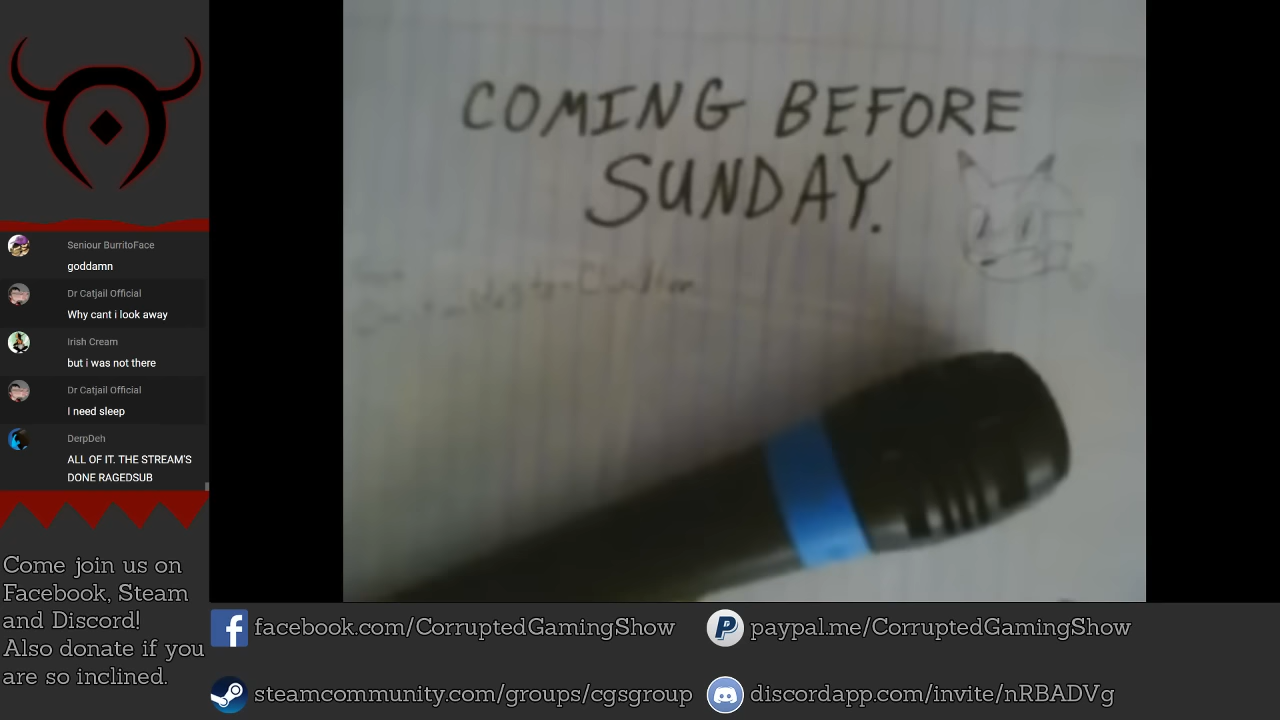 COMING BEFORE
SUNDAY.
Seniour BurritoFace
goddamn
Dr Catjail Official
Why cant i look away
Irish Cream
but i was not there
Dr Catjail Official
I need sleep
DerpDeh
ALL OF IT. THE STREAM'S
DONE RAGEDSUB
Come join us on
Facebook, Steam
and Discord!
Also donate if you
are so inclined.
facebook.com/CorruptedGamingShow
paypal.me/CorruptedGamingShow
steamcommunity.com/groups/cgsgroup
discordapp.com/invite/nRBADVg